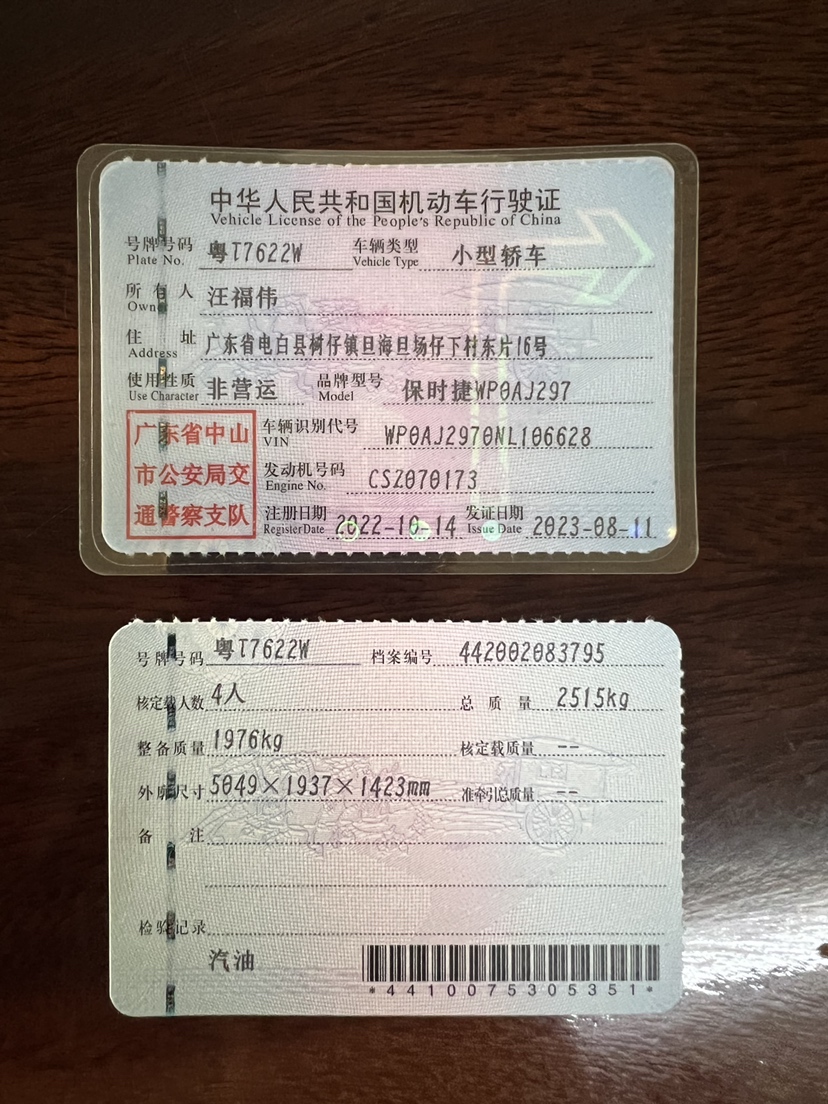 中华人民共和国机动车行驶证
Vehicle License of the People's Republic of China
号牌号码 粤T7622W 车辆类型 小型轿车
Plate No. Vehicle Type
所有人 汪福伟
Owner
住址 广东省电白县树仔镇旦海旦场仔下村东片16号
Address
使用性质 非营运 品牌型号 保时捷WP0AJ297
Use Character Model
广东省中山
市公安局交
通警察支队
车辆识别代号 WP0AJ2970NL106628
VIN
发动机号码 CSZ070173
Engine No.
注册日期 2022-10-14 发证日期 2023-08-11
Register Date Issue Date
号牌号码 粤T7622W 档案编号 442002083795
核定载人数 4人 总质量 2515kg
整备质量 1976kg 核定载质量 --
外廓尺寸 5049×1937×1423mm 准牵引总质量 --
备注
检验记录
汽油
*4410075305351*